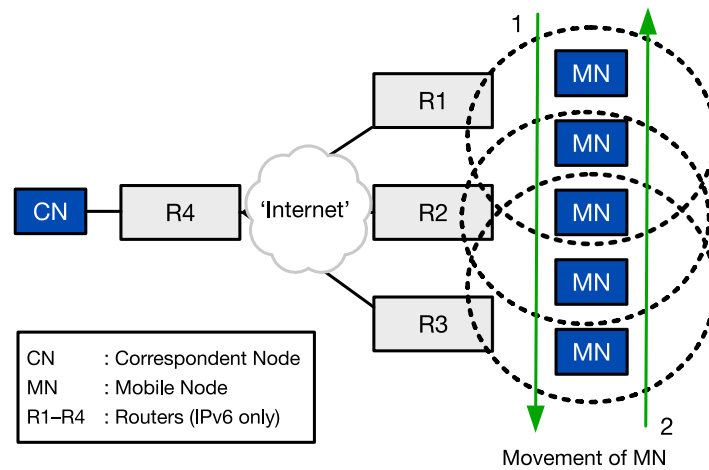 1
MN
R1
MN
CN
R4
'Internet'
R2
MN
MN
R3
MN
CN : Correspondent Node
MN : Mobile Node
R1–R4 : Routers (IPv6 only)
2
Movement of MN